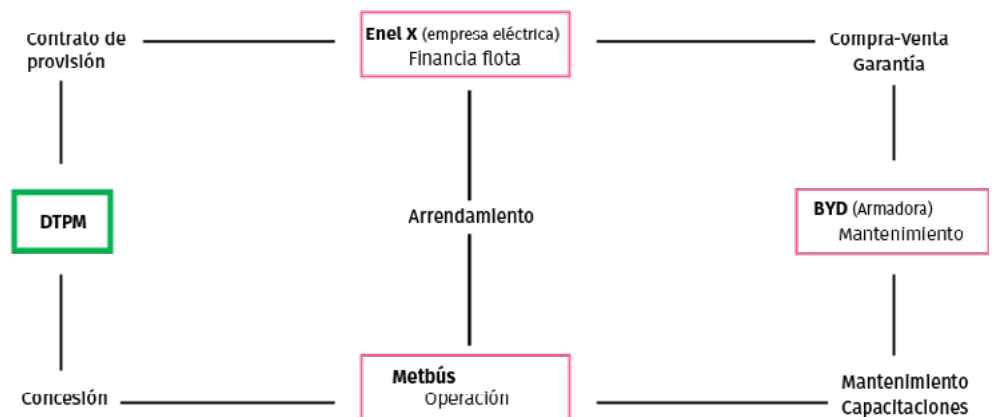 Contrato de
provisión
Enel X (empresa eléctrica)
Financia flota
Compra-Venta
Garantía
DTPM
Arrendamiento
BYD (Armadora)
Mantenimiento
Concesión
Metbús
Operación
Mantenimiento
Capacitaciones